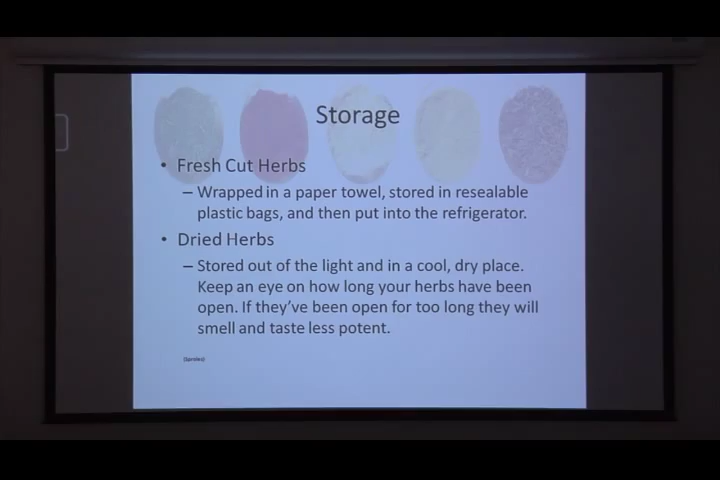 Storage
• Fresh Cut Herbs
– Wrapped in a paper towel, stored in resealable
plastic bags, and then put into the refrigerator.
• Dried Herbs
– Stored out of the light and in a cool, dry place.
Keep an eye on how long your herbs have been
open. If they've been open for too long they will
smell and taste less potent.